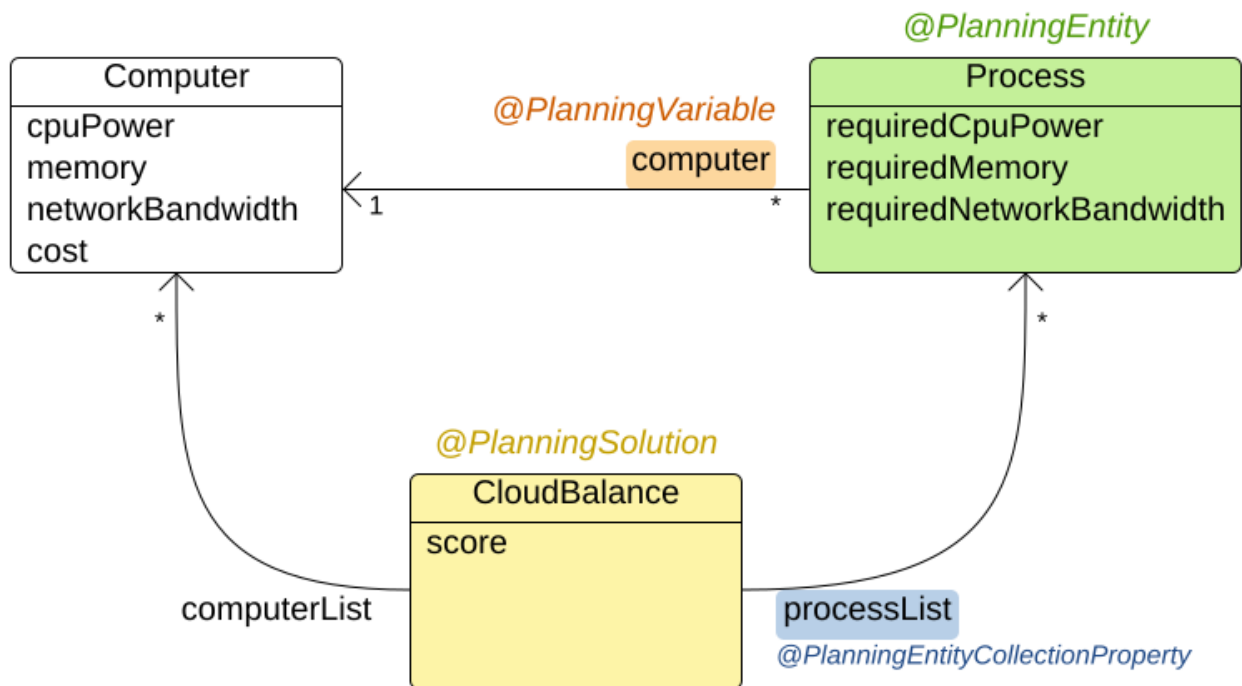 @PlanningEntity
Computer
cpuPower
memory
networkBandwidth
cost
@PlanningVariable
computer
1
*
Process
requiredCpuPower
requiredMemory
requiredNetworkBandwidth
*
*
@PlanningSolution
CloudBalance
score
computerList
processList
@PlanningEntityCollectionProperty